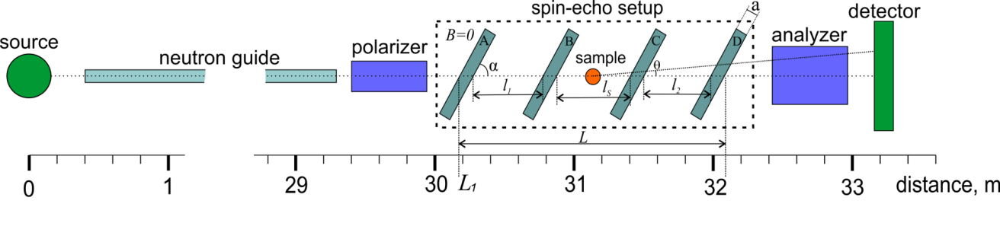 spin-echo setup
a
detector
source
neutron guide
polarizer
B=0
A
B
C
D
analyzer
sample
α
θ
l₁
lₛ
l₂
L
0
1
29
30
L₁
31
32
33
distance, m